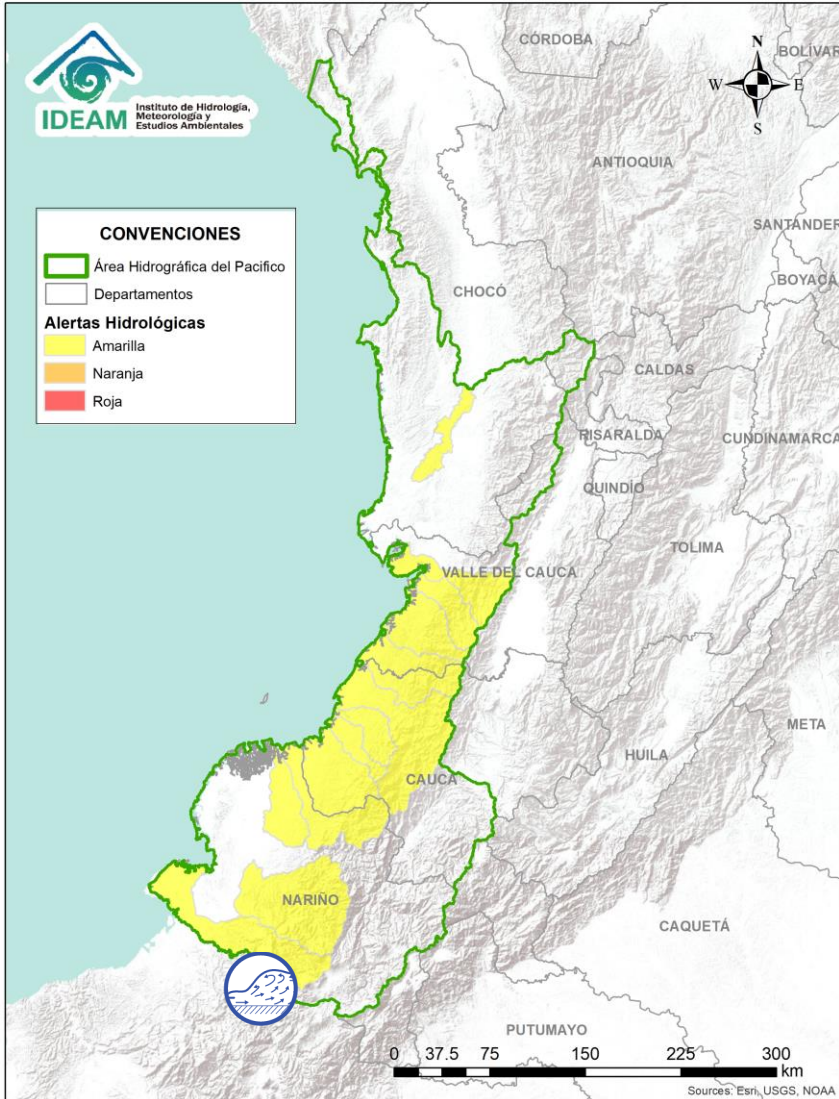 IDEAM
Instituto de Hidrología,
Meteorología y
Estudios Ambientales
N
W
E
S
CÓRDOBA
BOLÍVAR
ANTIOQUIA
SANTANDER
BOYACÁ
CONVENCIONES
Área Hidrográfica del Pacifico
Departamentos
Alertas Hidrológicas
Amarilla
Naranja
Roja
CHOCÓ
CALDAS
RISARALDA
CUNDINAMARCA
QUINDÍO
TOLIMA
VALLE DEL CAUCA
META
HUILA
CAUCA
NARIÑO
CAQUETÁ
PUTUMAYO
0 37.5 75 150 225 300
km
Sources: Esri, USGS, NOAA